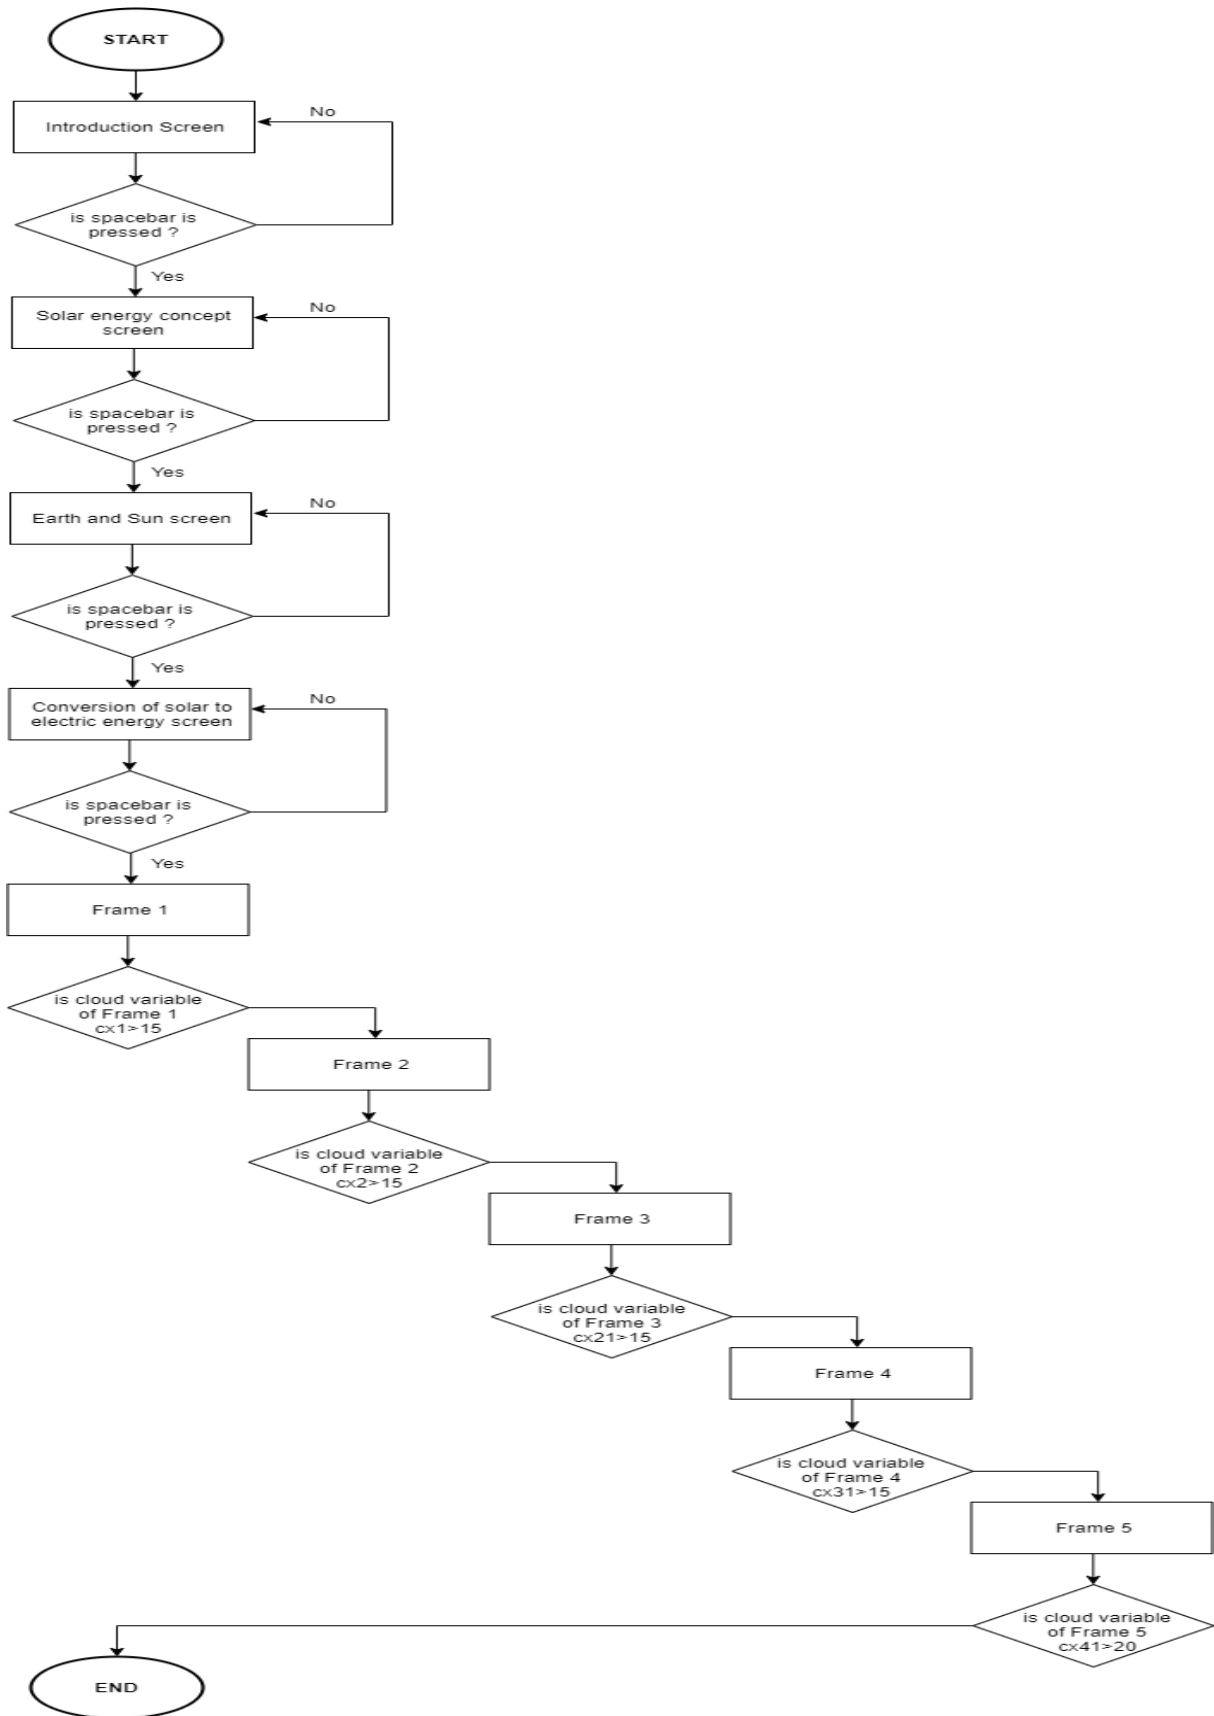 START
Introduction Screen
No
is spacebar is
pressed ?
Yes
Solar energy concept
screen
No
is spacebar is
pressed ?
Yes
Earth and Sun screen
No
is spacebar is
pressed ?
Yes
Conversion of solar to
electric energy screen
No
is spacebar is
pressed ?
Yes
Frame 1
is cloud variable
of Frame 1
cx1>15
Frame 2
is cloud variable
of Frame 2
cx2>15
Frame 3
is cloud variable
of Frame 3
cx21>15
Frame 4
is cloud variable
of Frame 4
cx31>15
Frame 5
is cloud variable
of Frame 5
cx41>20
END